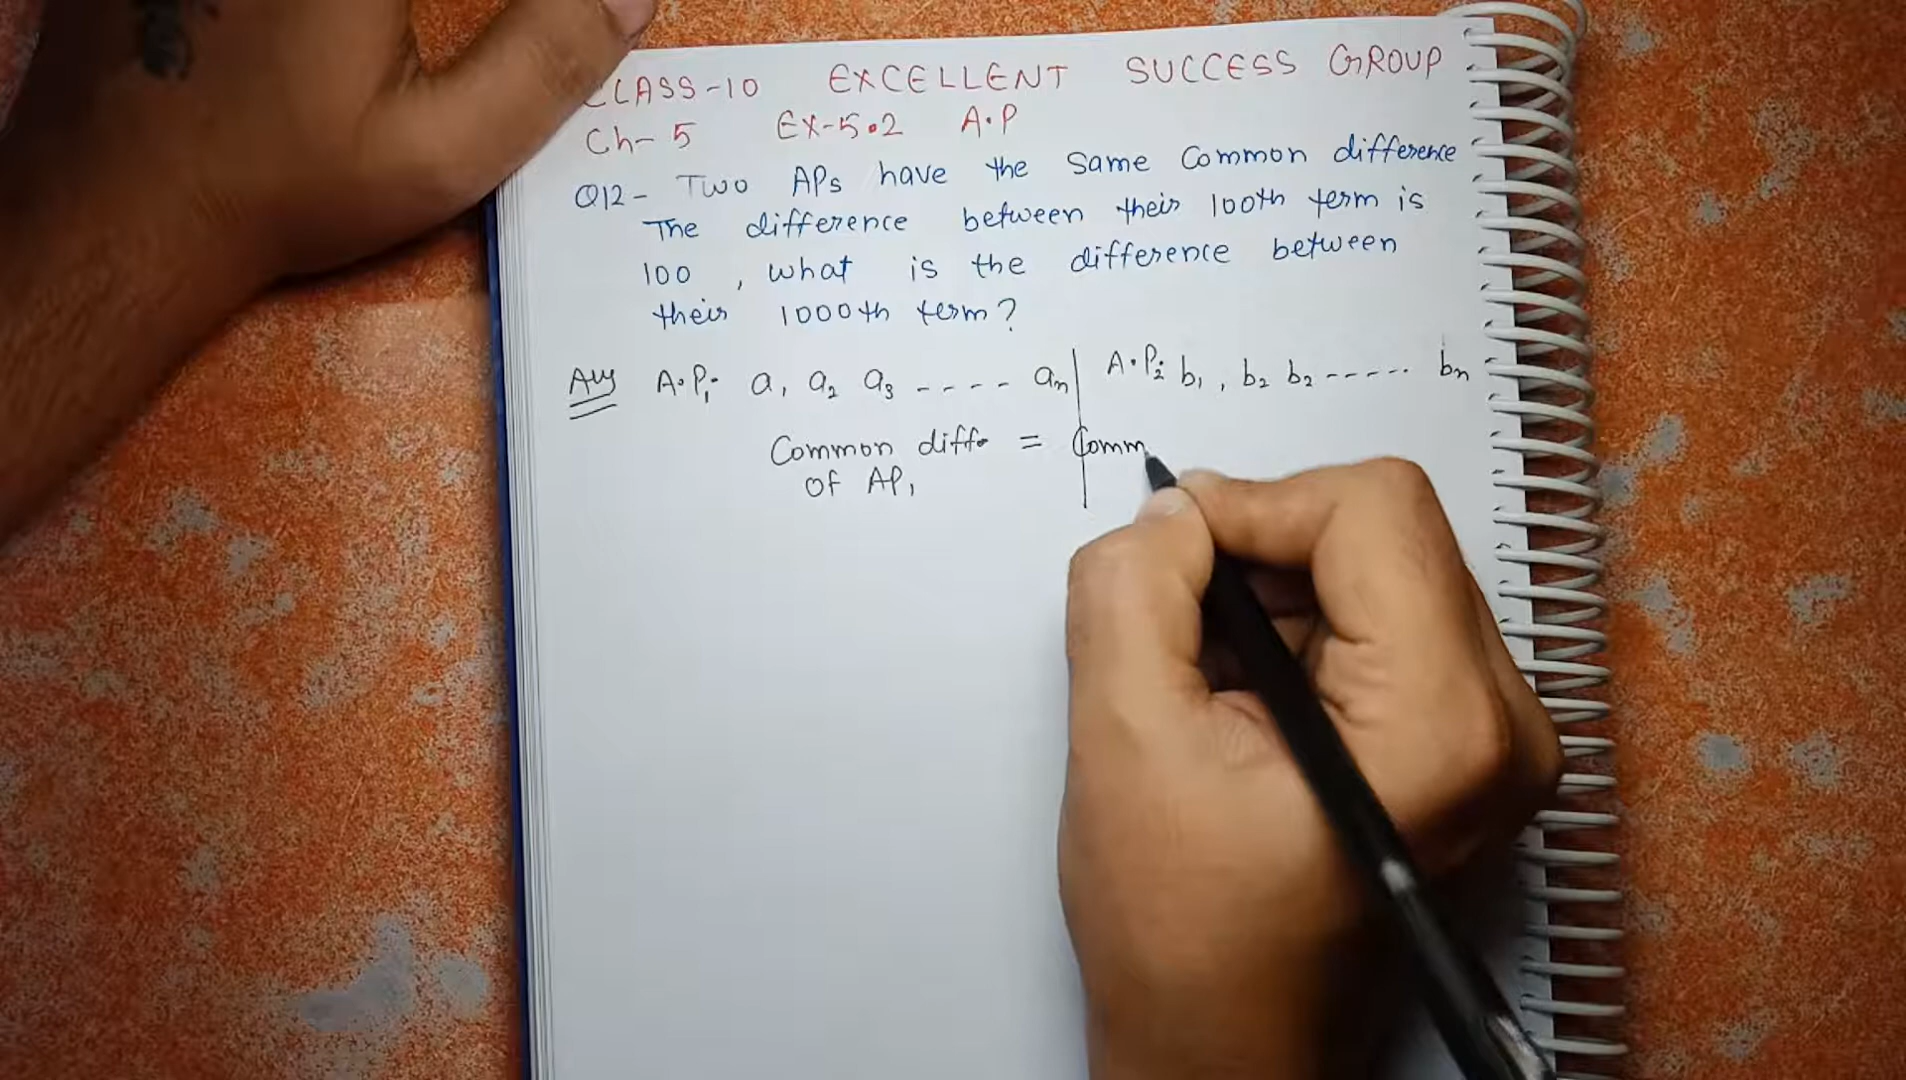 CLASS-10 EXCELLENT SUCCESS GROUP
Ch-5 Ex-5.2 A.P
Q12- Two APs have the Same Common difference
The difference between their 100th term is
100 , what is the difference between
their 1000th term?
Ans A.P₁:- a₁ a₂ a₃ ---- aₙ | A.P₂: b₁, b₂ b₂ ----- bₙ
Common diff. = Comm
of AP₁